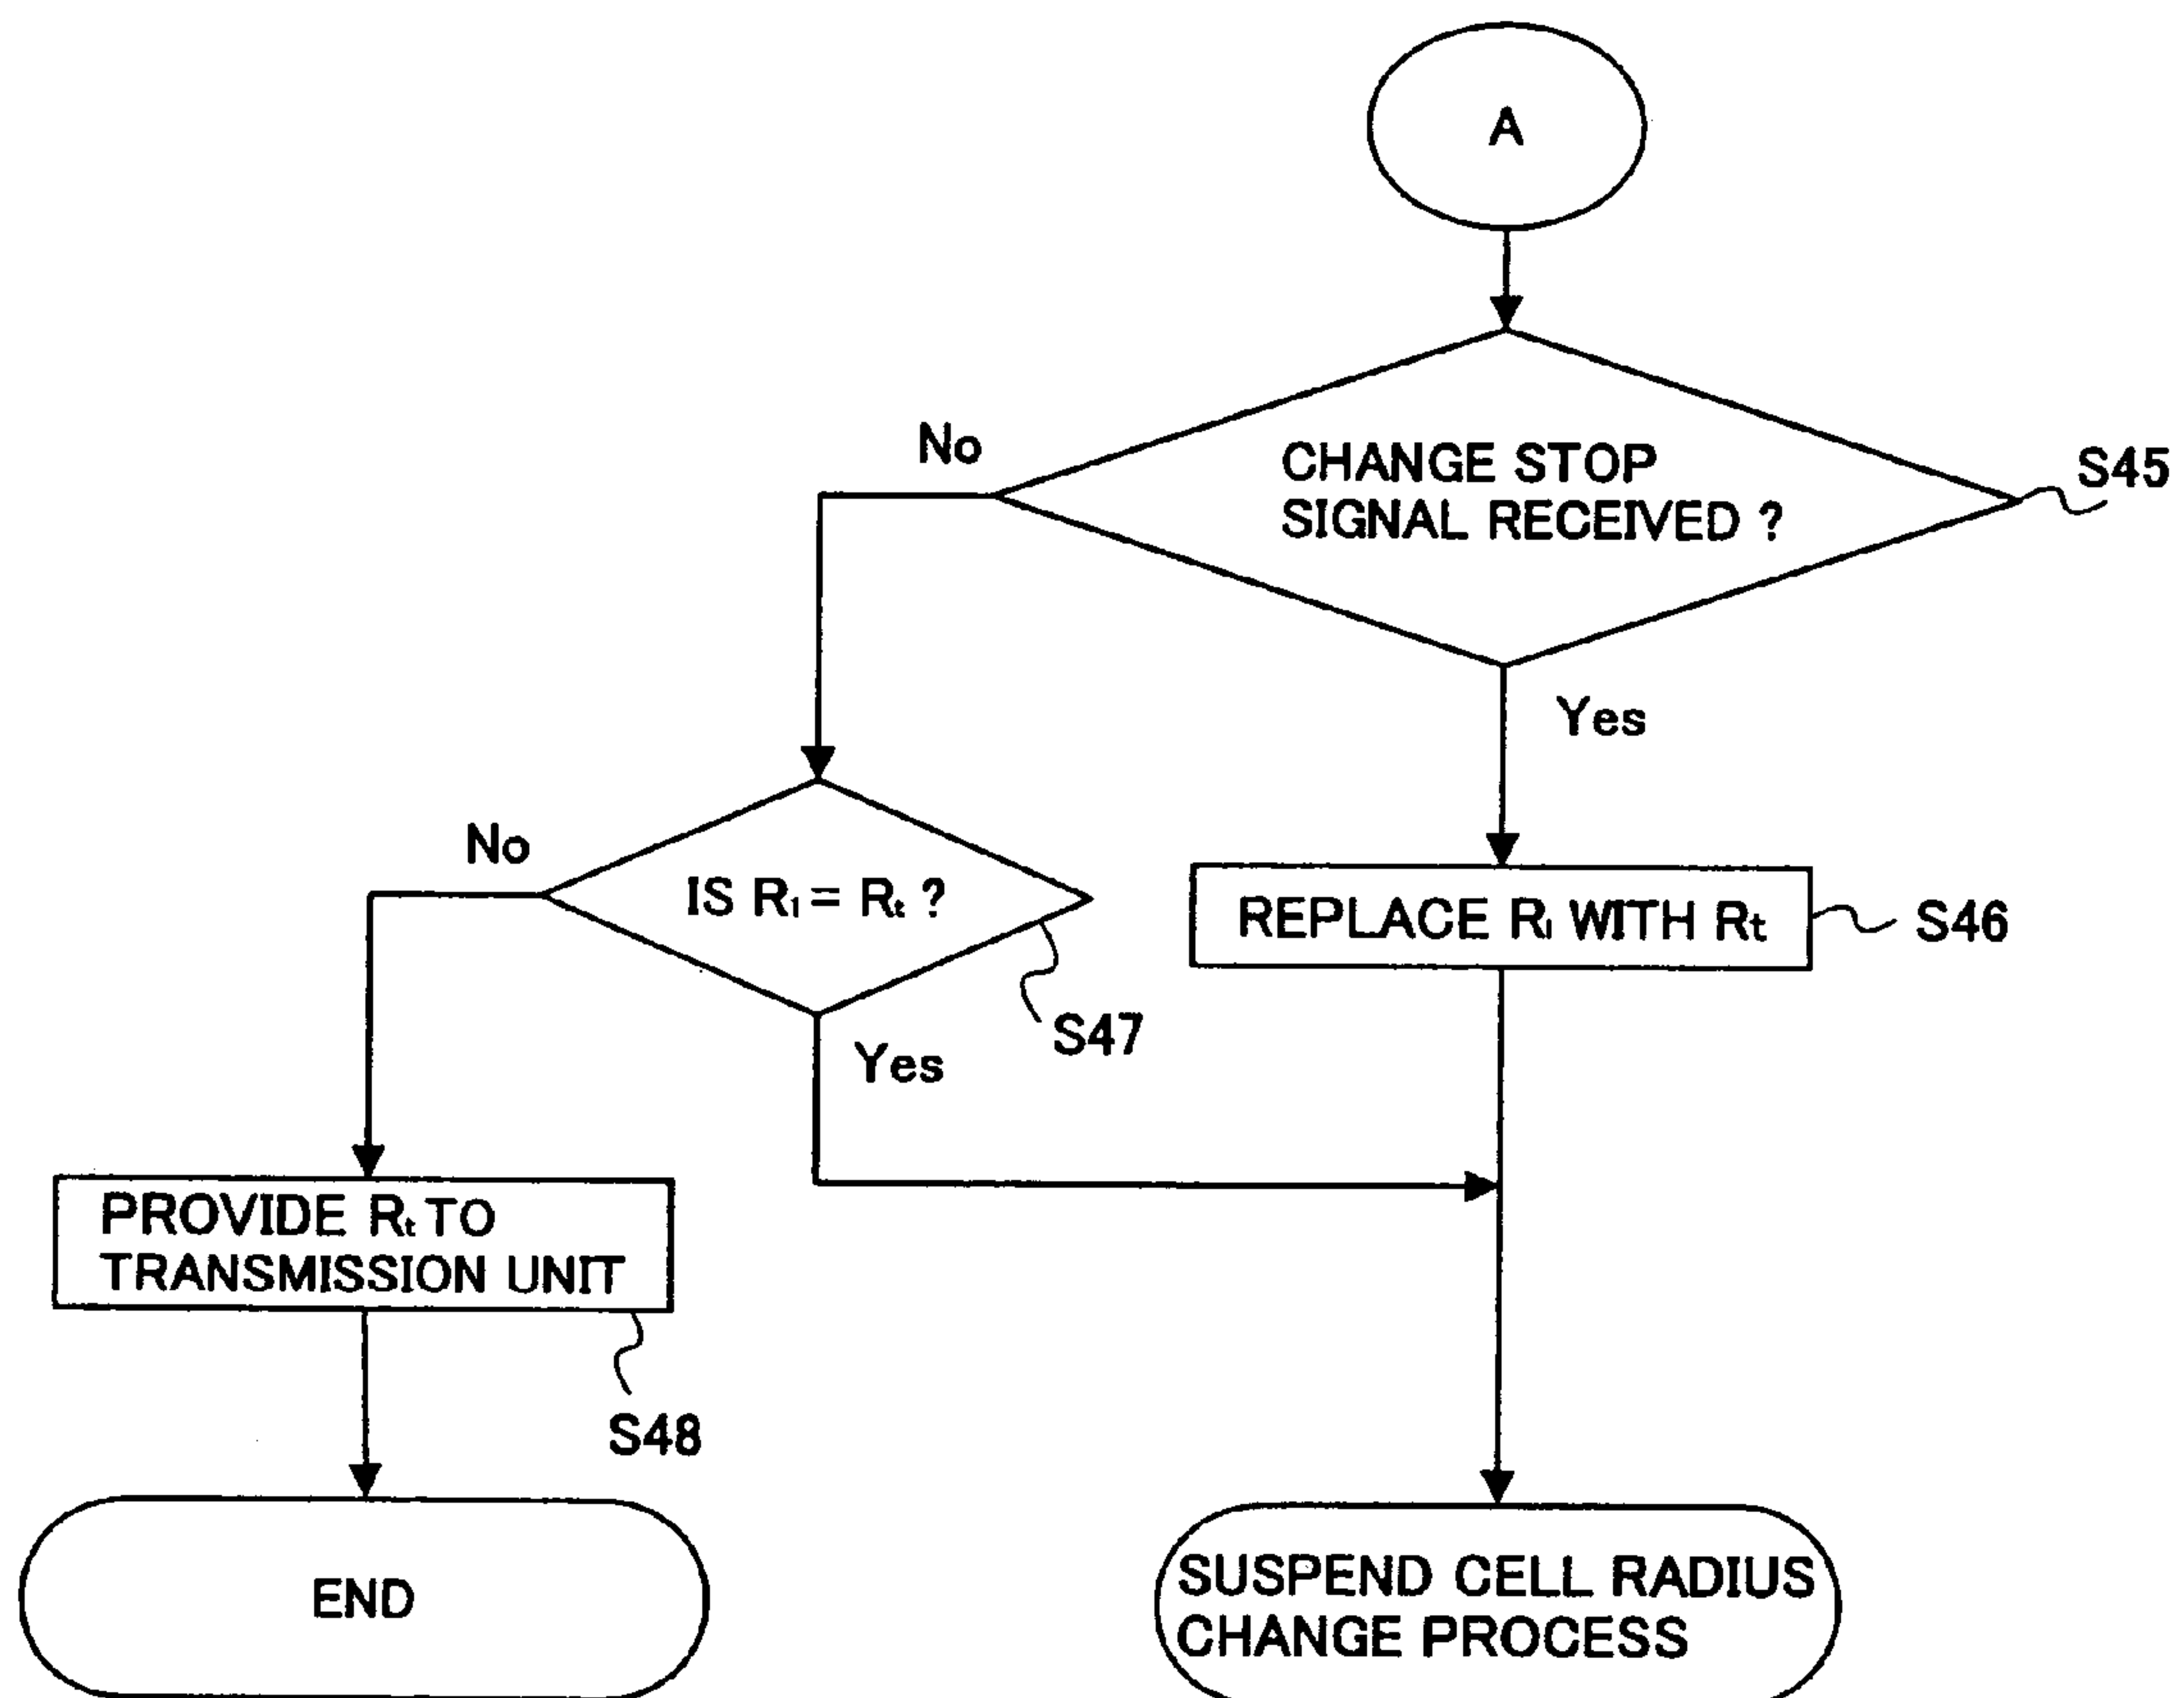 A
CHANGE STOP
SIGNAL RECEIVED ?
S45
No
Yes
IS R₁ = Rₜ ?
S47
No
Yes
REPLACE Rₗ WITH Rₜ
S46
PROVIDE Rₜ TO
TRANSMISSION UNIT
S48
END
SUSPEND CELL RADIUS
CHANGE PROCESS